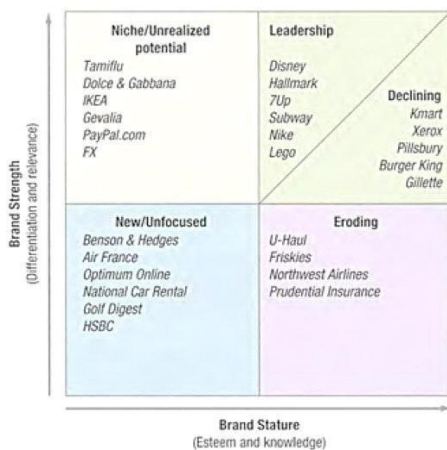 Niche/Unrealized
potential
Tamiflu
Dolce & Gabbana
IKEA
Gevalia
PayPal.com
FX
Leadership
Disney
Hallmark
7Up
Subway
Nike
Lego
Declining
Kmart
Xerox
Pillsbury
Burger King
Gillette
New/Unfocused
Benson & Hedges
Air France
Optimum Online
National Car Rental
Golf Digest
HSBC
Eroding
U-Haul
Friskies
Northwest Airlines
Prudential Insurance
Brand Strength
(Differentiation and relevance)
Brand Stature
(Esteem and knowledge)